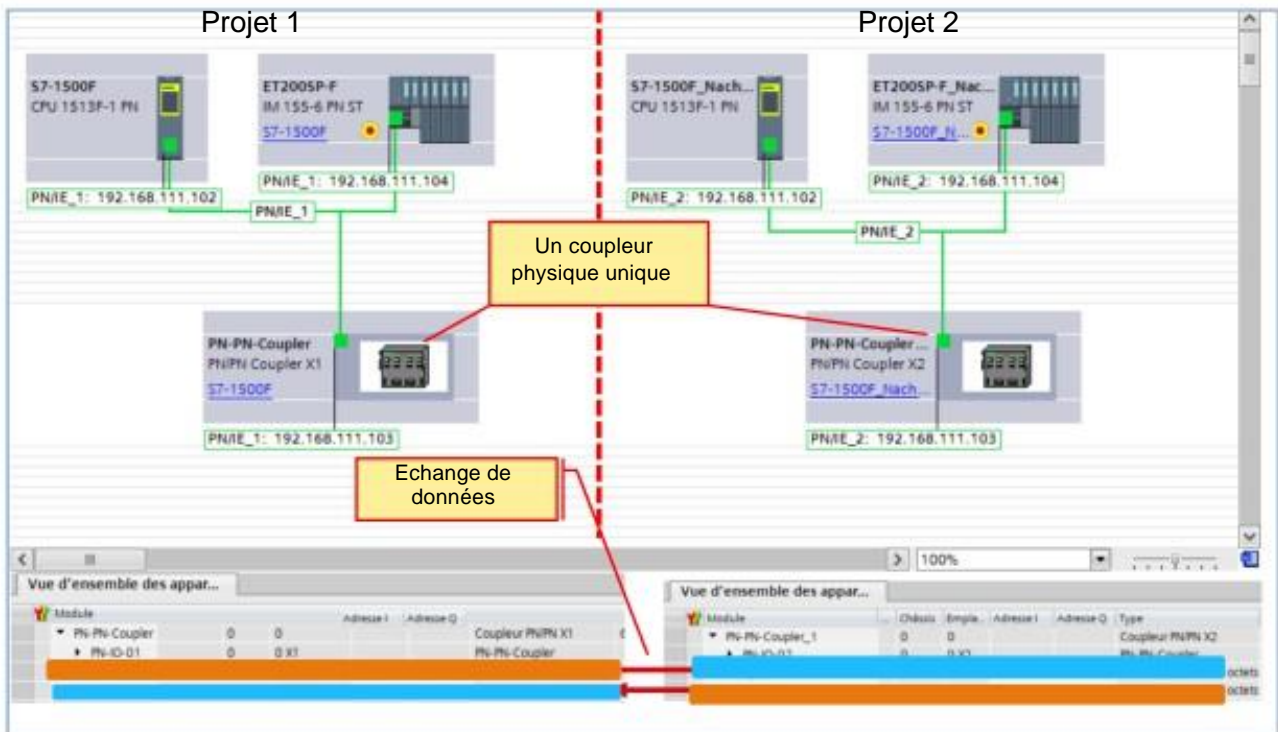 Projet 1
Projet 2
S7-1500F
CPU 1513F-1 PN
ET200SP-F
IM 155-6 PN ST
S7-1500F
PN/IE_1: 192.168.111.102
PN/IE_1: 192.168.111.104
PN/IE_1
S7-1500F_Nach...
CPU 1513F-1 PN
ET200SP-F_Nac...
IM 155-6 PN ST
S7-1500F_N...
PN/IE_2: 192.168.111.102
PN/IE_2: 192.168.111.104
PN/IE_2
Un coupleur
physique unique
PN-PN-Coupler
PN/PN Coupler X1
S7-1500F
PN/IE_1: 192.168.111.103
PN-PN-Coupler...
PN/PN Coupler X2
S7-1500F_Nach...
PN/IE_2: 192.168.111.103
Echange de
données
100%
Vue d'ensemble des appar...
Module Adresse I Adresse Q
PN-PN-Coupler 0 0 Coupleur PN/PN X1
PN-IO-01 0 0 X1 PN-PN-Coupler
Vue d'ensemble des appar...
Module ... Châssis Empla... Adresse I Adresse Q Type
PN-PN-Coupler_1 0 0 Coupleur PN/PN X2
0 0 X2 PN-PN-Coupler
octets
octets